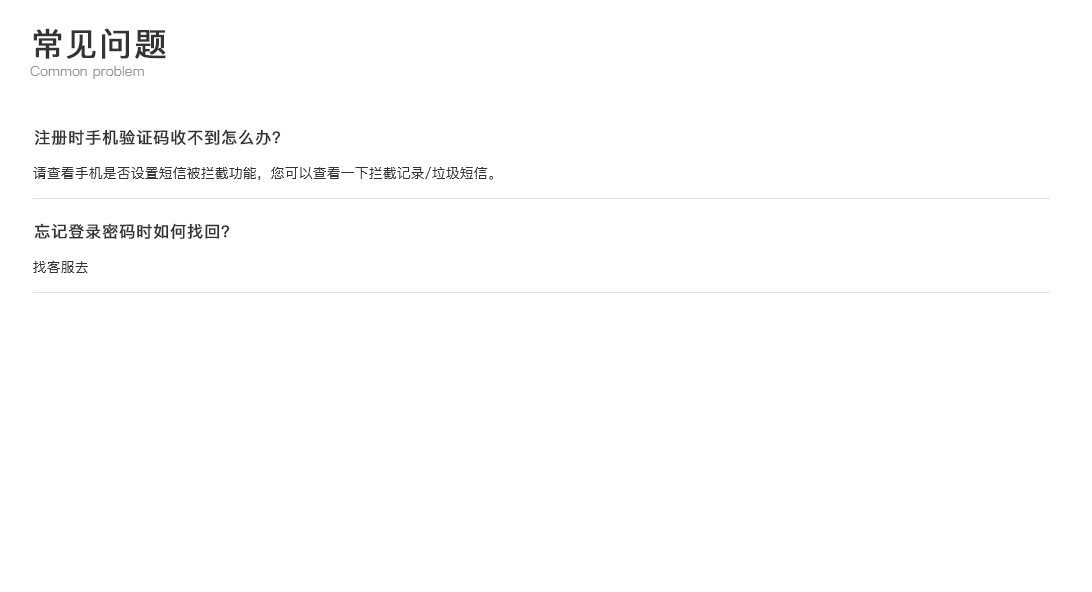 常见问题
Common problem
注册时手机验证码收不到怎么办?
请查看手机是否设置短信被拦截功能，您可以查看一下拦截记录/垃圾短信。
忘记登录密码时如何找回?
找客服去